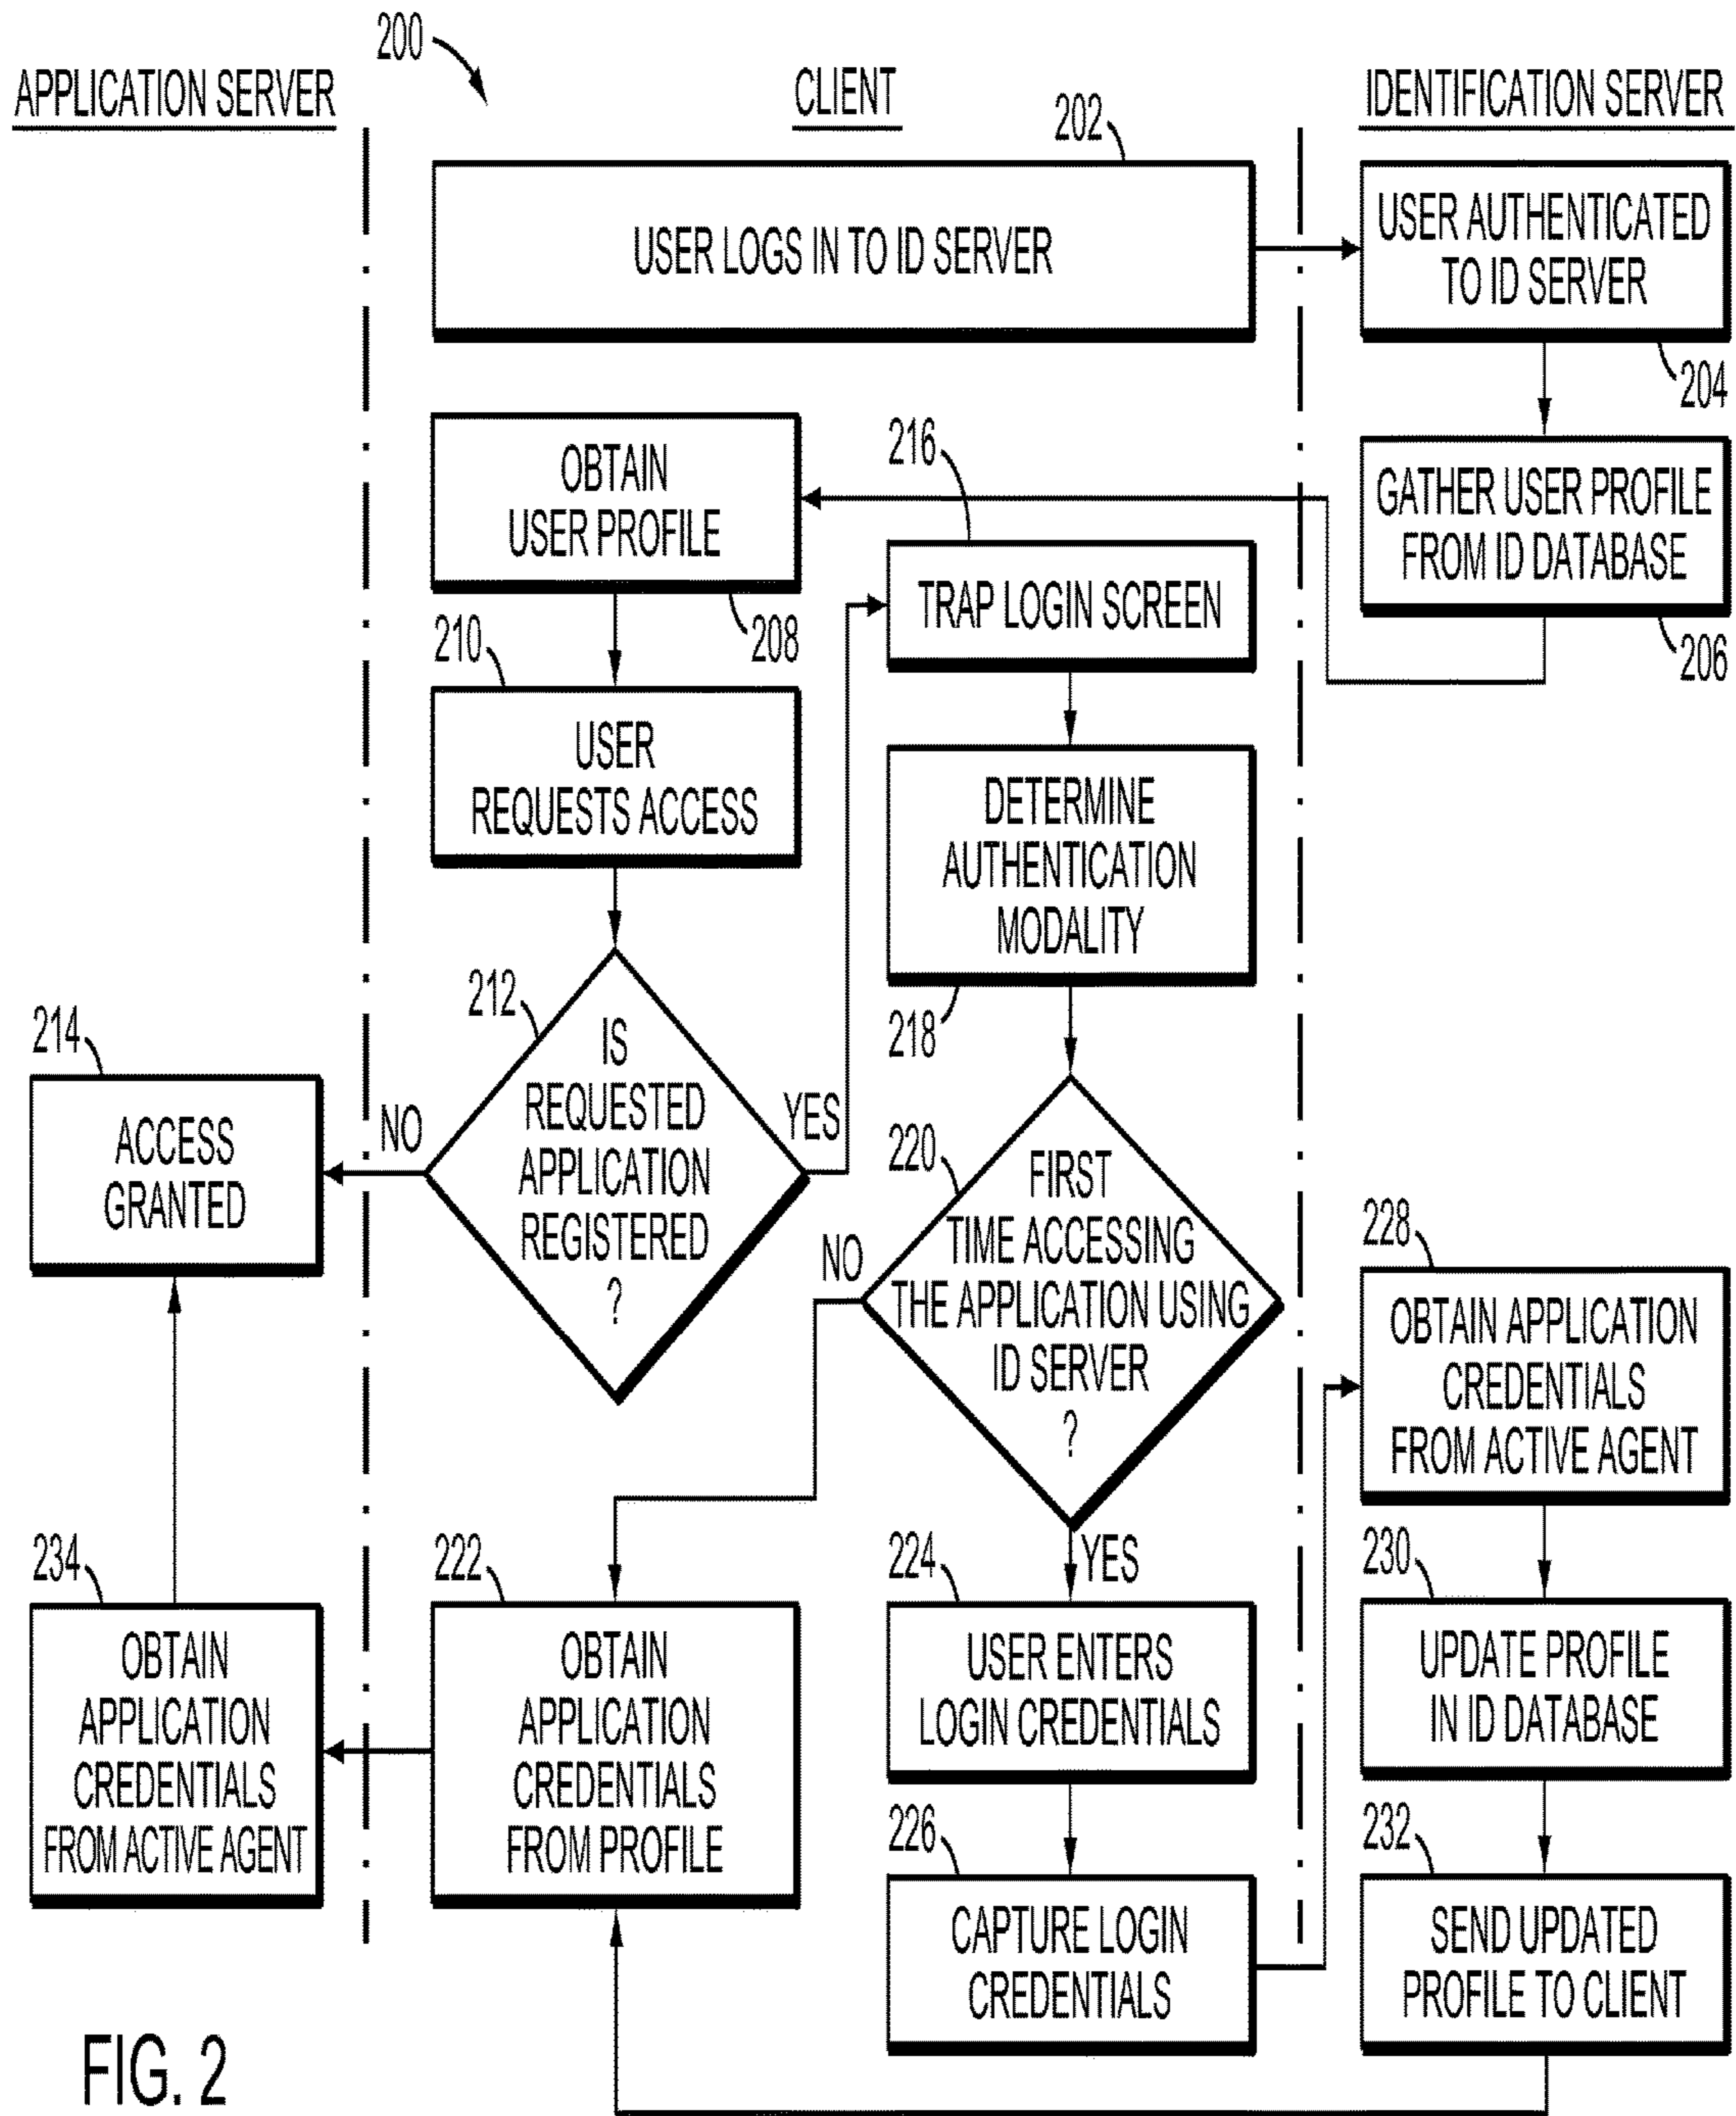 200
APPLICATION SERVER
CLIENT
IDENTIFICATION SERVER
202
USER LOGS IN TO ID SERVER
USER AUTHENTICATED
TO ID SERVER
204
OBTAIN
USER PROFILE
208
216
TRAP LOGIN SCREEN
GATHER USER PROFILE
FROM ID DATABASE
206
210
USER
REQUESTS ACCESS
DETERMINE
AUTHENTICATION
MODALITY
218
212
IS
REQUESTED
APPLICATION
REGISTERED
?
NO
YES
214
ACCESS
GRANTED
220
FIRST
TIME ACCESSING
THE APPLICATION USING
ID SERVER
?
NO
YES
228
OBTAIN APPLICATION
CREDENTIALS
FROM ACTIVE AGENT
234
OBTAIN
APPLICATION
CREDENTIALS
FROM ACTIVE AGENT
222
OBTAIN
APPLICATION
CREDENTIALS
FROM PROFILE
224
USER ENTERS
LOGIN CREDENTIALS
230
UPDATE PROFILE
IN ID DATABASE
226
CAPTURE LOGIN
CREDENTIALS
232
SEND UPDATED
PROFILE TO CLIENT
FIG. 2